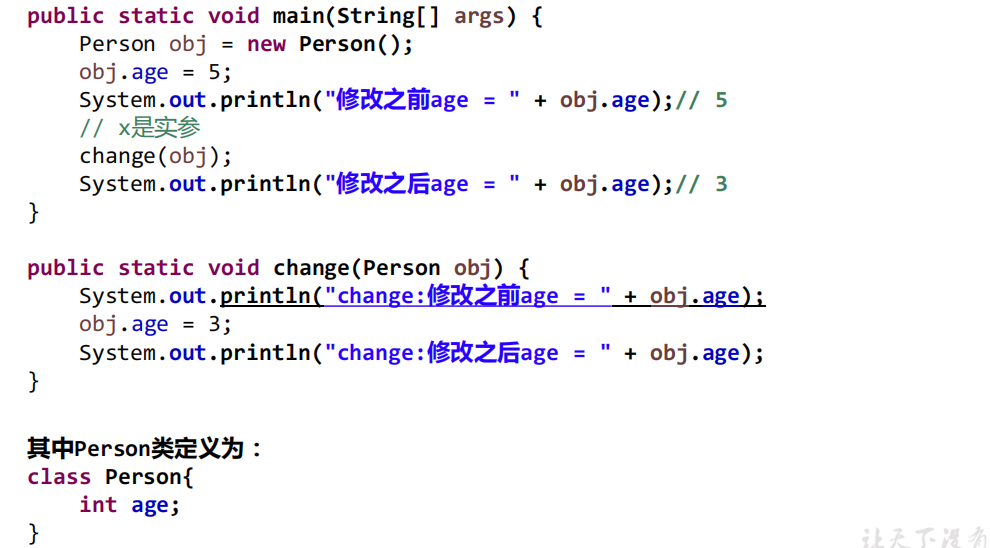 public static void main(String[] args) {
    Person obj = new Person();
    obj.age = 5;
    System.out.println("修改之前age = " + obj.age);// 5
    // x是实参
    change(obj);
    System.out.println("修改之后age = " + obj.age);// 3
}
public static void change(Person obj) {
    System.out.println("change:修改之前age = " + obj.age);
    obj.age = 3;
    System.out.println("change:修改之后age = " + obj.age);
}
其中Person类定义为：
class Person{
    int age;
}
让天下没有